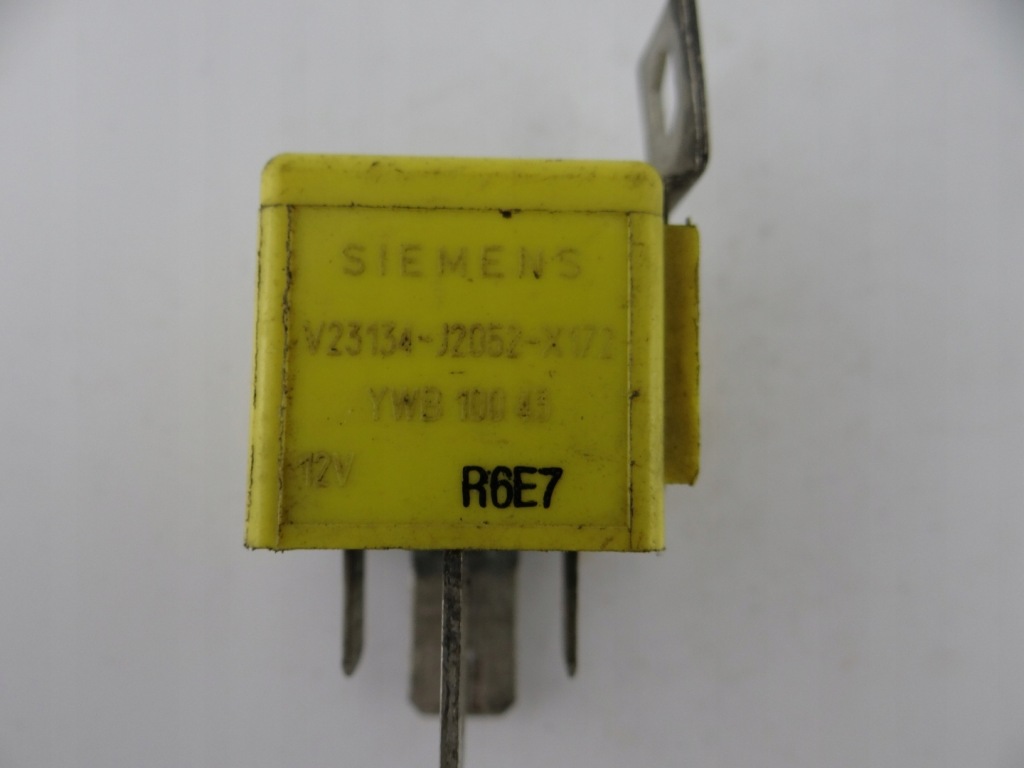 SIEMENS
V23134-J2052-X172
YWB 100 45
12V
R6E7